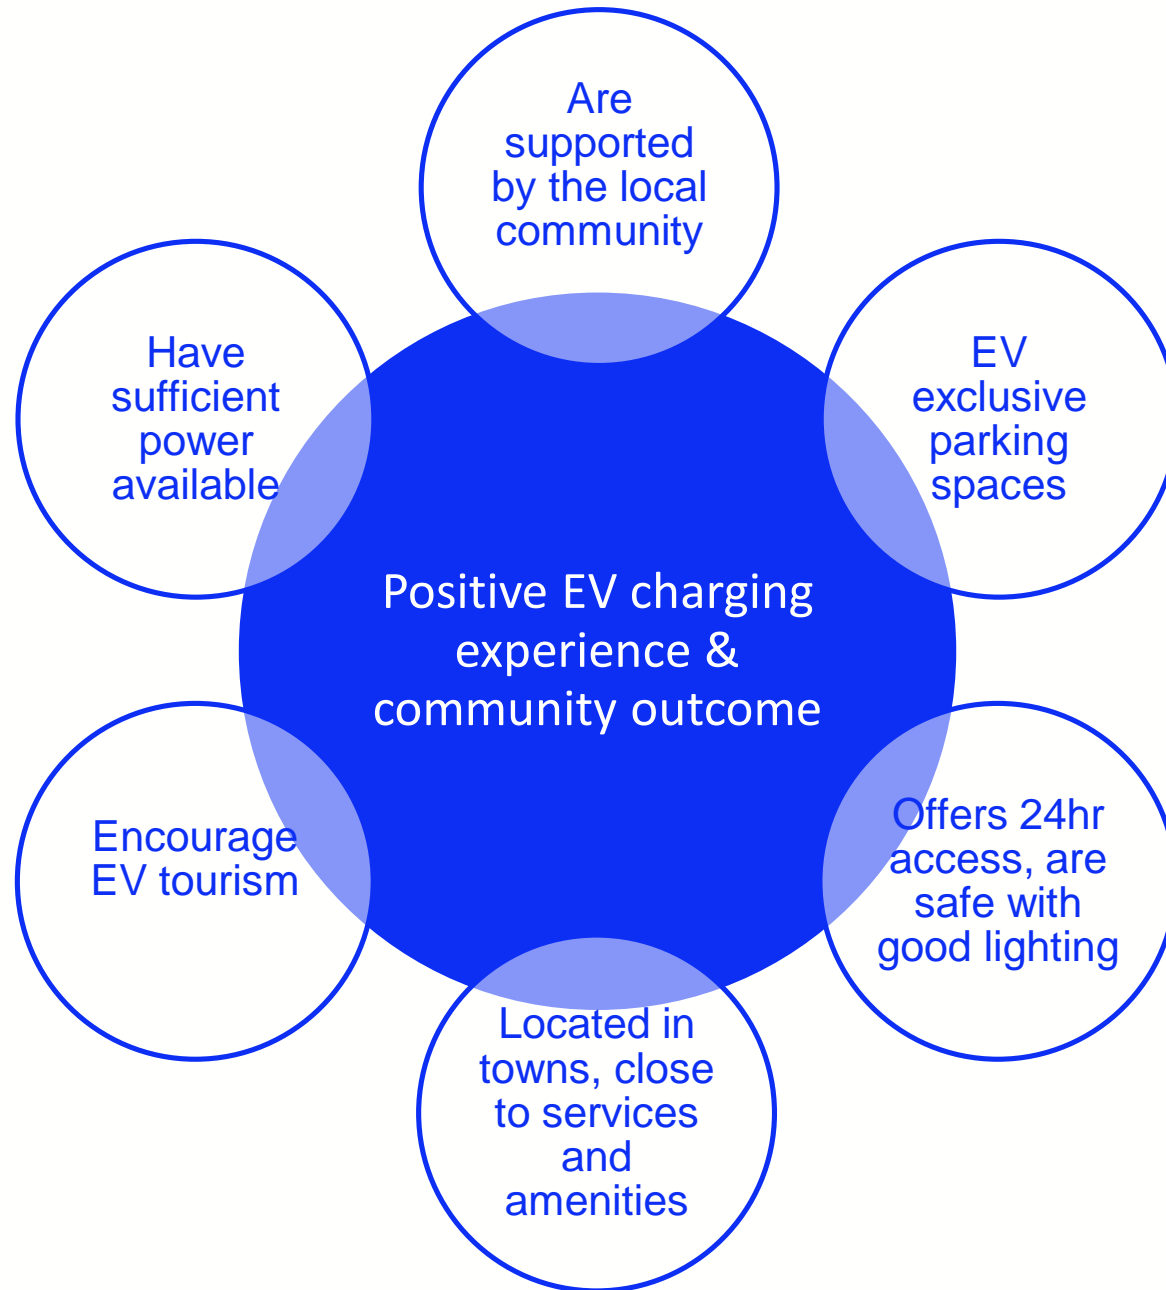 Are
supported
by the local
community
EV
exclusive
parking
spaces
Offers 24hr
access, are
safe with
good lighting
Located in
towns, close
to services
and
amenities
Encourage
EV tourism
Have
sufficient
power
available
Positive EV charging
experience &
community outcome